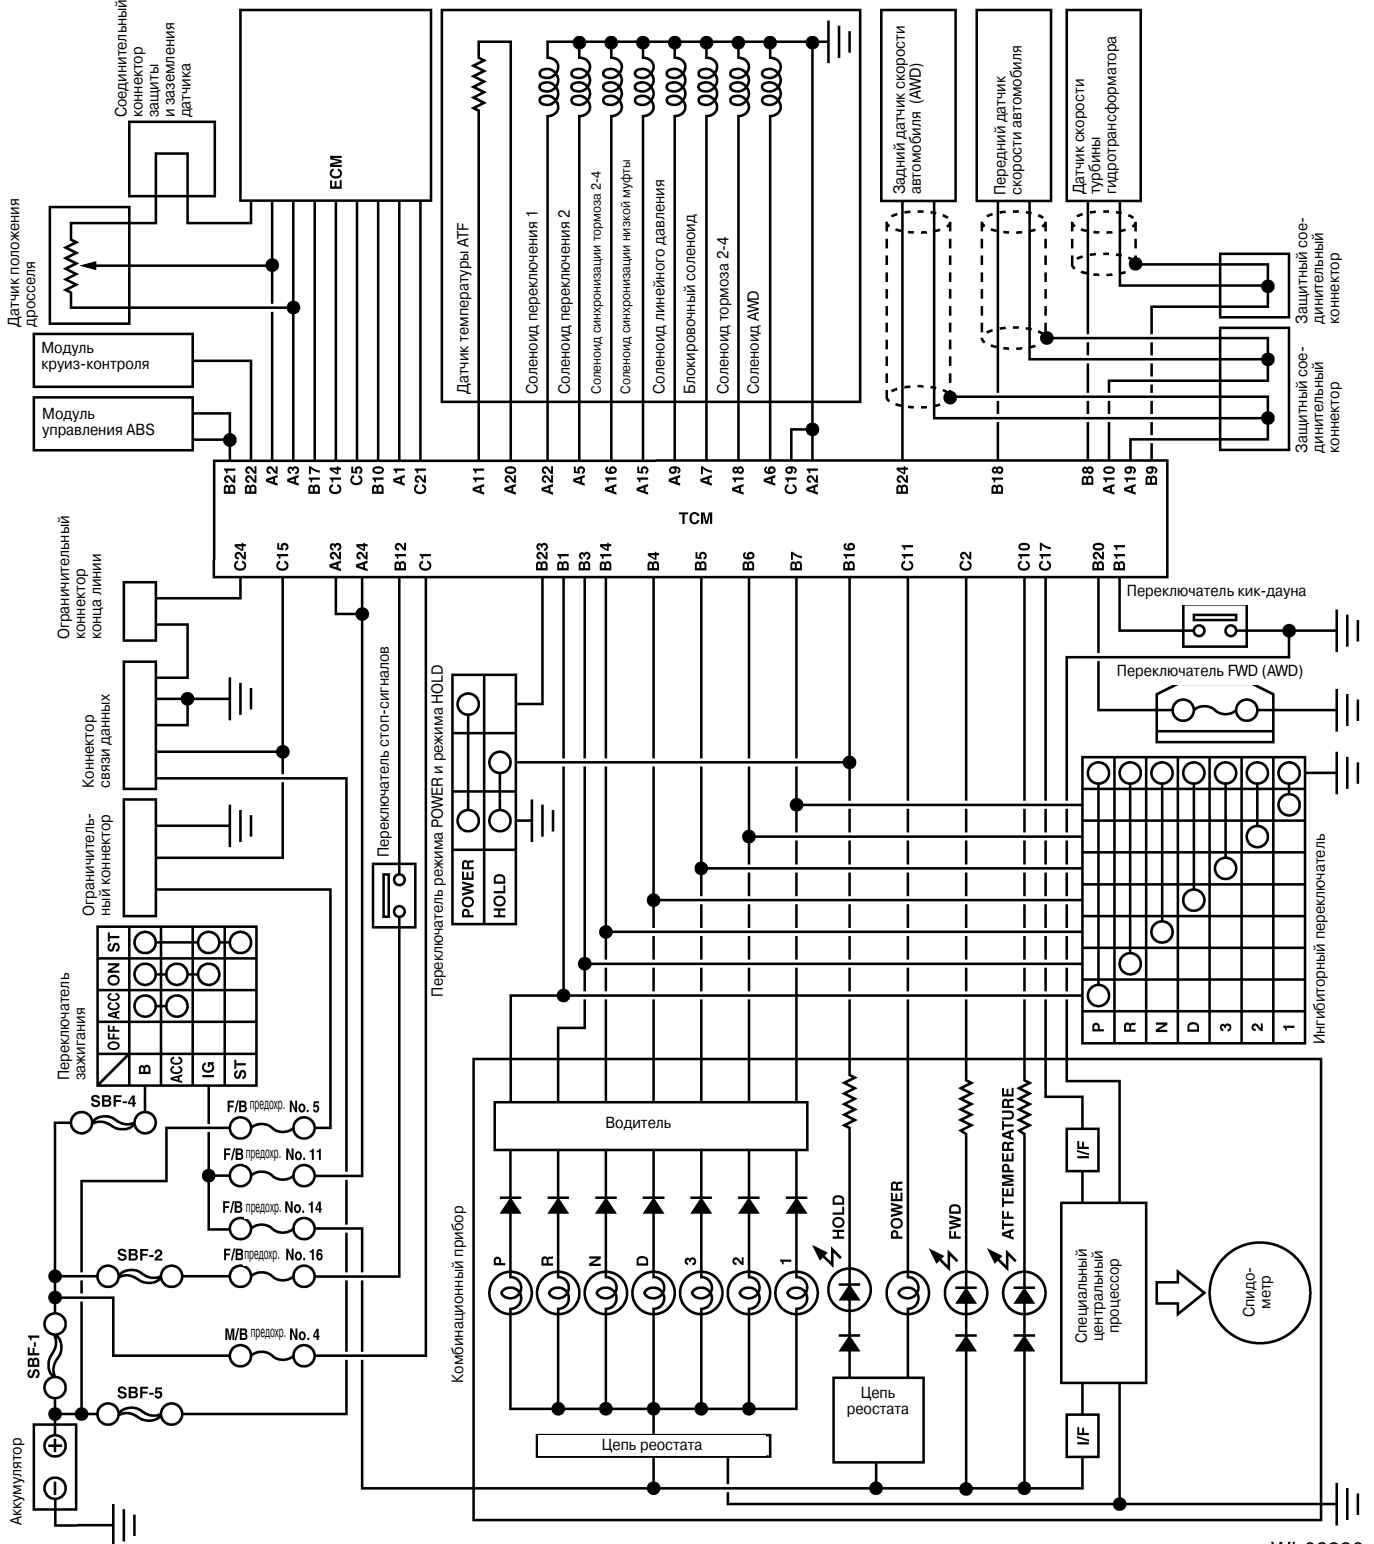 Соединительный
коннектор
защиты
и заземления
датчика
Датчик положения
дросселя
Модуль
круиз-контроля
Модуль
управления ABS
ECM
Датчик температуры ATF
Соленоид переключения 1
Соленоид переключения 2
Соленоид синхронизации тормоза 2-4
Соленоид синхронизации низкой муфты
Соленоид линейного давления
Блокировочный соленоид
Соленоид тормоза 2-4
Соленоид AWD
Задний датчик скорости
автомобиля (AWD)
Передний датчик
скорости автомобиля
Датчик скорости
турбины
гидротрансформатора
Защитный сое-
динительный
коннектор
Защитный сое-
динительный
коннектор
B21
B22
A2
A3
B17
C14
C5
B10
A1
C21
A11
A20
A22
A5
A16
A15
A9
A7
A18
A6
C19
A21
B24
B18
B8
A10
A19
B9
TCM
C24
C15
A23
A24
B12
C1
B23
B1
B3
B14
B4
B5
B6
B7
B16
C11
C2
C10
C17
B20
B11
Ограничительный
коннектор
конца линии
Коннектор
связи данных
Ограничитель-
ный коннектор
Переключатель стоп-сигналов
Переключатель режима POWER и режима HOLD
POWER
HOLD
Переключатель кик-дауна
Переключатель FWD (AWD)
Ингибиторный переключатель
P
R
N
D
3
2
1
Переключатель
зажигания
OFF
ACC
ON
ST
B
ACC
IG
ST
SBF-4
F/B предохр. No. 5
F/B предохр. No. 11
F/B предохр. No. 14
SBF-2
F/B предохр. No. 16
SBF-1
M/B предохр. No. 4
SBF-5
Аккумулятор
Комбинационный прибор
Водитель
P
R
N
D
3
2
1
HOLD
POWER
FWD
ATF TEMPERATURE
I/F
Специальный
центральный
процессор
Спидо-
метр
Цепь
реостата
Цепь реостата
I/F